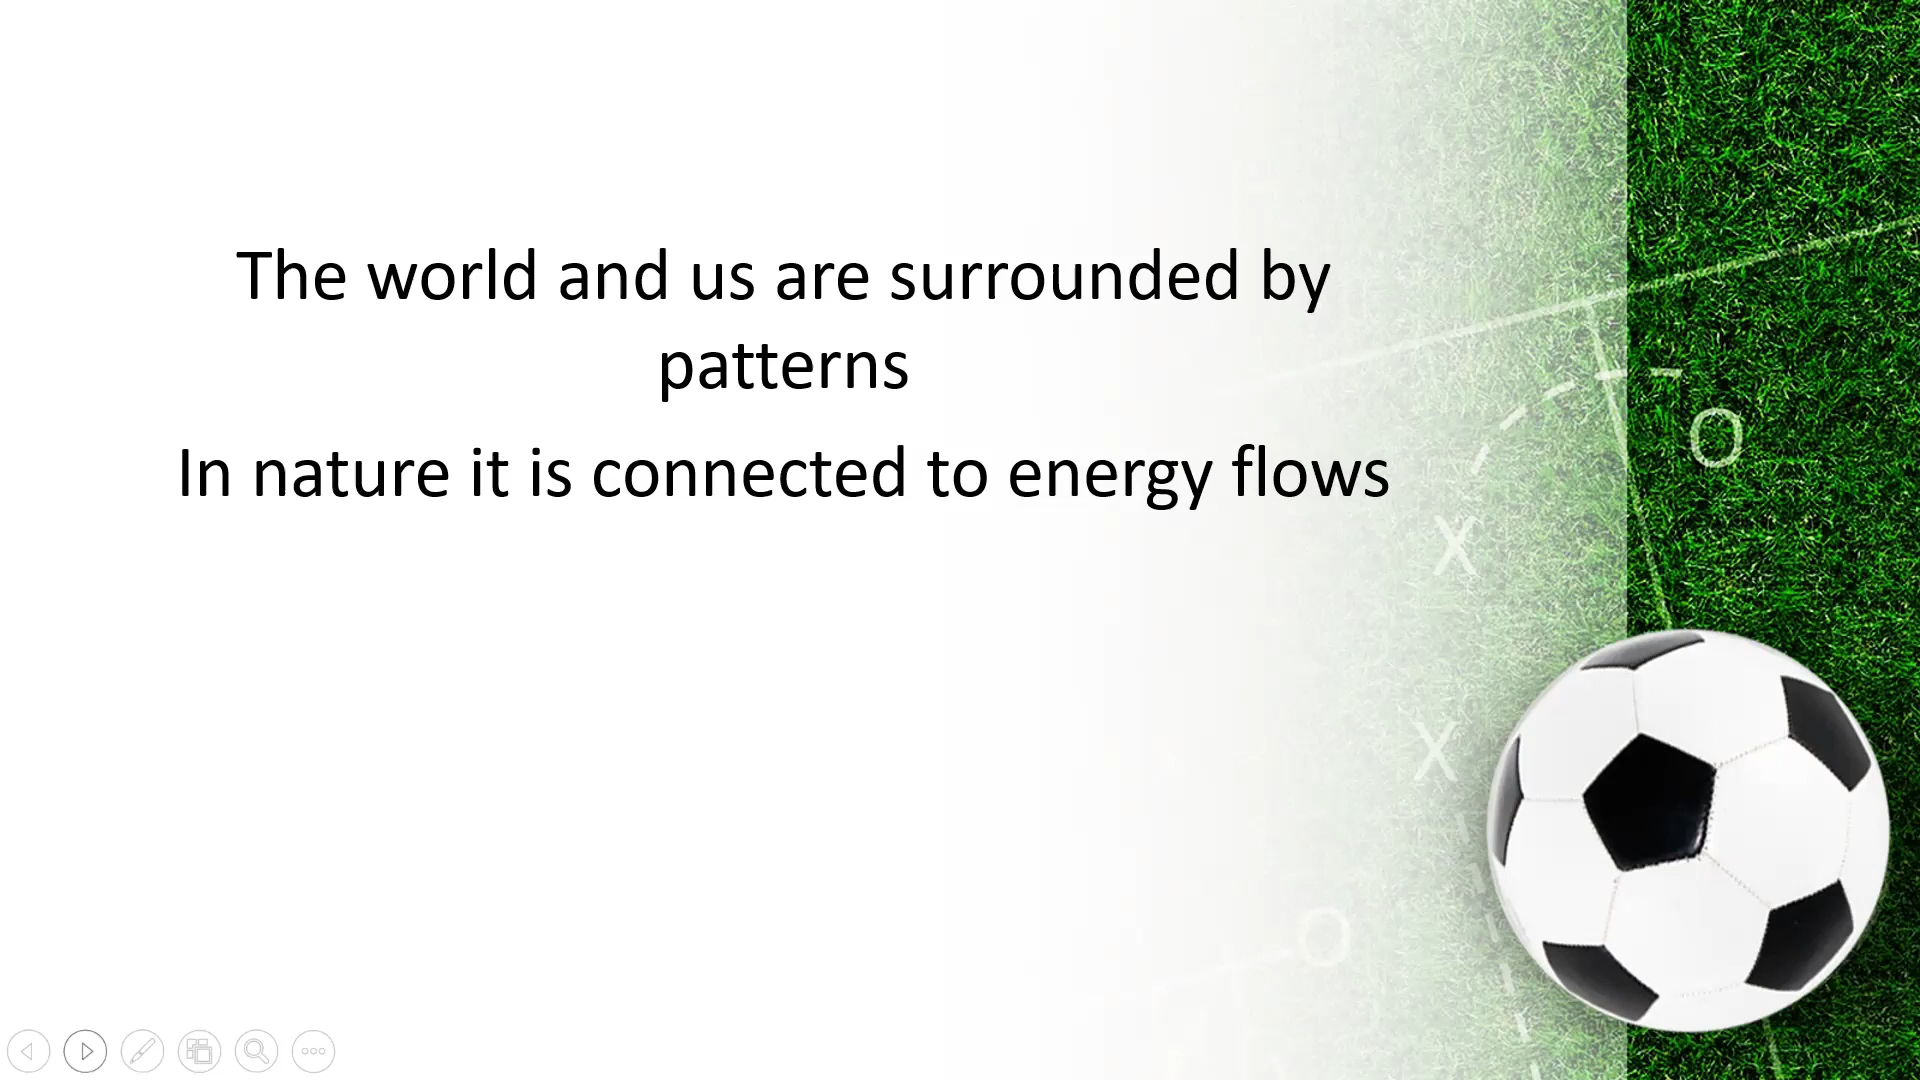 The world and us are surrounded by
patterns
In nature it is connected to energy flows
O
X
X
O